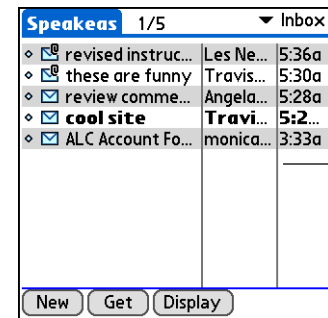 Speakeas 1/5 Inbox
revised instruc... Les Ne... 5:36a
these are funny Travis... 5:30a
review comme... Angela... 5:28a
cool site Travi... 5:2...
ALC Account Fo... monica... 3:33a
New Get Display